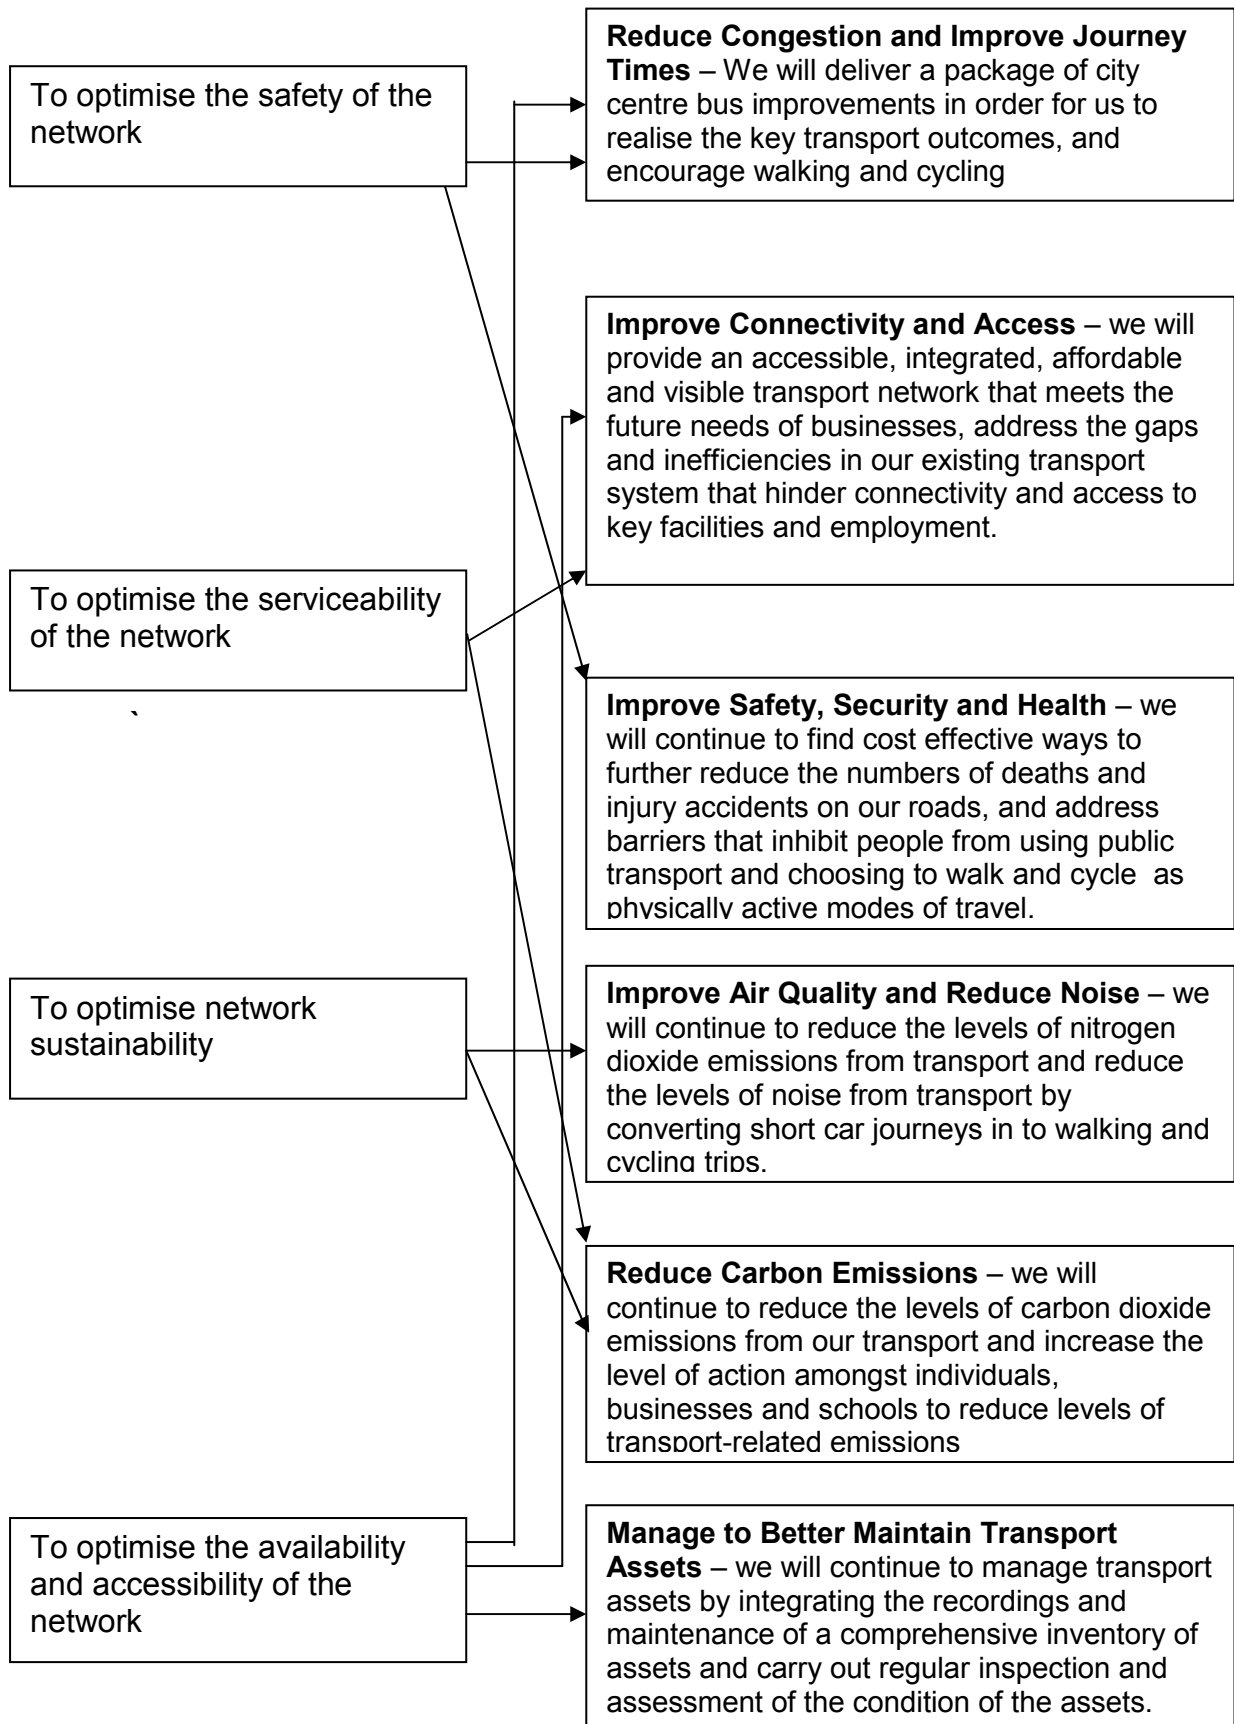 To optimise the safety of the
network
Reduce Congestion and Improve Journey
Times – We will deliver a package of city
centre bus improvements in order for us to
realise the key transport outcomes, and
encourage walking and cycling
Improve Connectivity and Access – we will
provide an accessible, integrated, affordable
and visible transport network that meets the
future needs of businesses, address the gaps
and inefficiencies in our existing transport
system that hinder connectivity and access to
key facilities and employment.
To optimise the serviceability
of the network
`
Improve Safety, Security and Health – we
will continue to find cost effective ways to
further reduce the numbers of deaths and
injury accidents on our roads, and address
barriers that inhibit people from using public
transport and choosing to walk and cycle  as
physically active modes of travel.
To optimise network
sustainability
Improve Air Quality and Reduce Noise – we
will continue to reduce the levels of nitrogen
dioxide emissions from transport and reduce
the levels of noise from transport by
converting short car journeys in to walking and
cycling trips.
Reduce Carbon Emissions – we will
continue to reduce the levels of carbon dioxide
emissions from our transport and increase the
level of action amongst individuals,
businesses and schools to reduce levels of
transport-related emissions
To optimise the availability
and accessibility of the
network
Manage to Better Maintain Transport
Assets – we will continue to manage transport
assets by integrating the recordings and
maintenance of a comprehensive inventory of
assets and carry out regular inspection and
assessment of the condition of the assets.